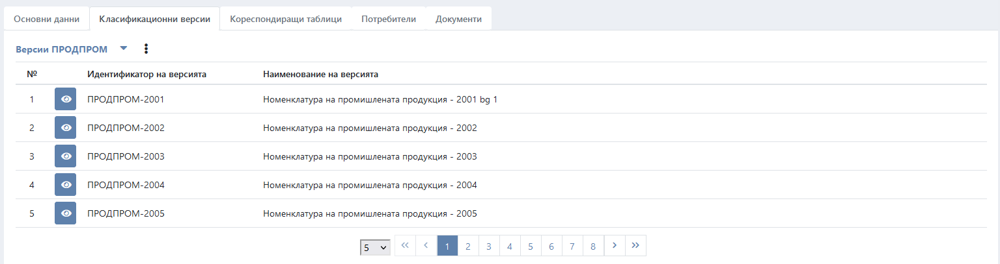 Основни данни Класификационни версии Кореспондиращи таблици Потребители Документи
Версии ПРОДПРОМ
№ Идентификатор на версията Наименование на версията
1 ПРОДПРОМ-2001 Номенклатура на промишлената продукция - 2001 bg 1
2 ПРОДПРОМ-2002 Номенклатура на промишлената продукция - 2002
3 ПРОДПРОМ-2003 Номенклатура на промишлената продукция - 2003
4 ПРОДПРОМ-2004 Номенклатура на промишлената продукция - 2004
5 ПРОДПРОМ-2005 Номенклатура на промишлената продукция - 2005
5 1 2 3 4 5 6 7 8